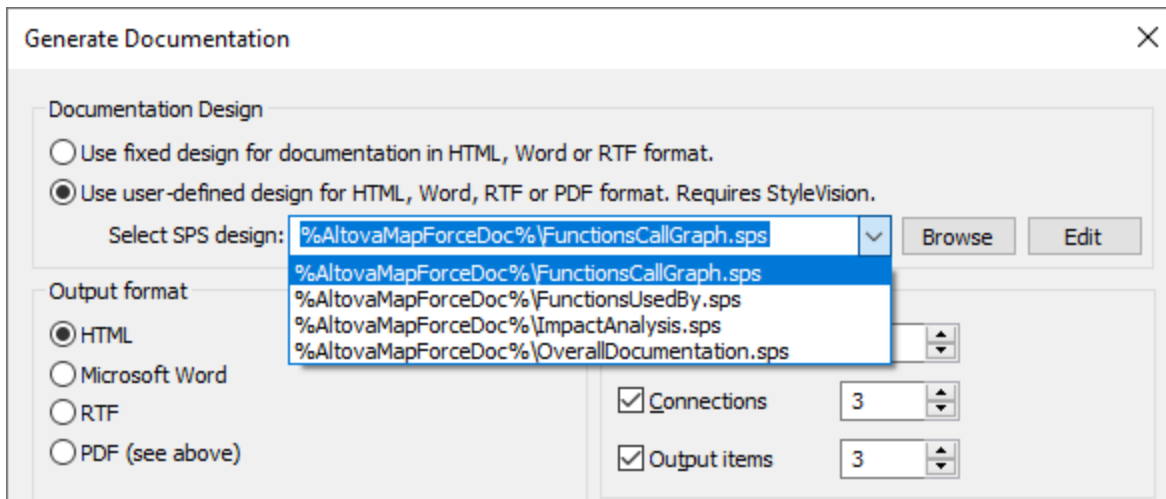 Generate Documentation
Documentation Design
Use fixed design for documentation in HTML, Word or RTF format.
Use user-defined design for HTML, Word, RTF or PDF format. Requires StyleVision.
Select SPS design: %AltovaMapForceDoc%\FunctionsCallGraph.sps Browse Edit
%AltovaMapForceDoc%\FunctionsCallGraph.sps
%AltovaMapForceDoc%\FunctionsUsedBy.sps
%AltovaMapForceDoc%\ImpactAnalysis.sps
%AltovaMapForceDoc%\OverallDocumentation.sps
Output format
HTML
Microsoft Word
RTF
PDF (see above)
Connections 3
Output items 3